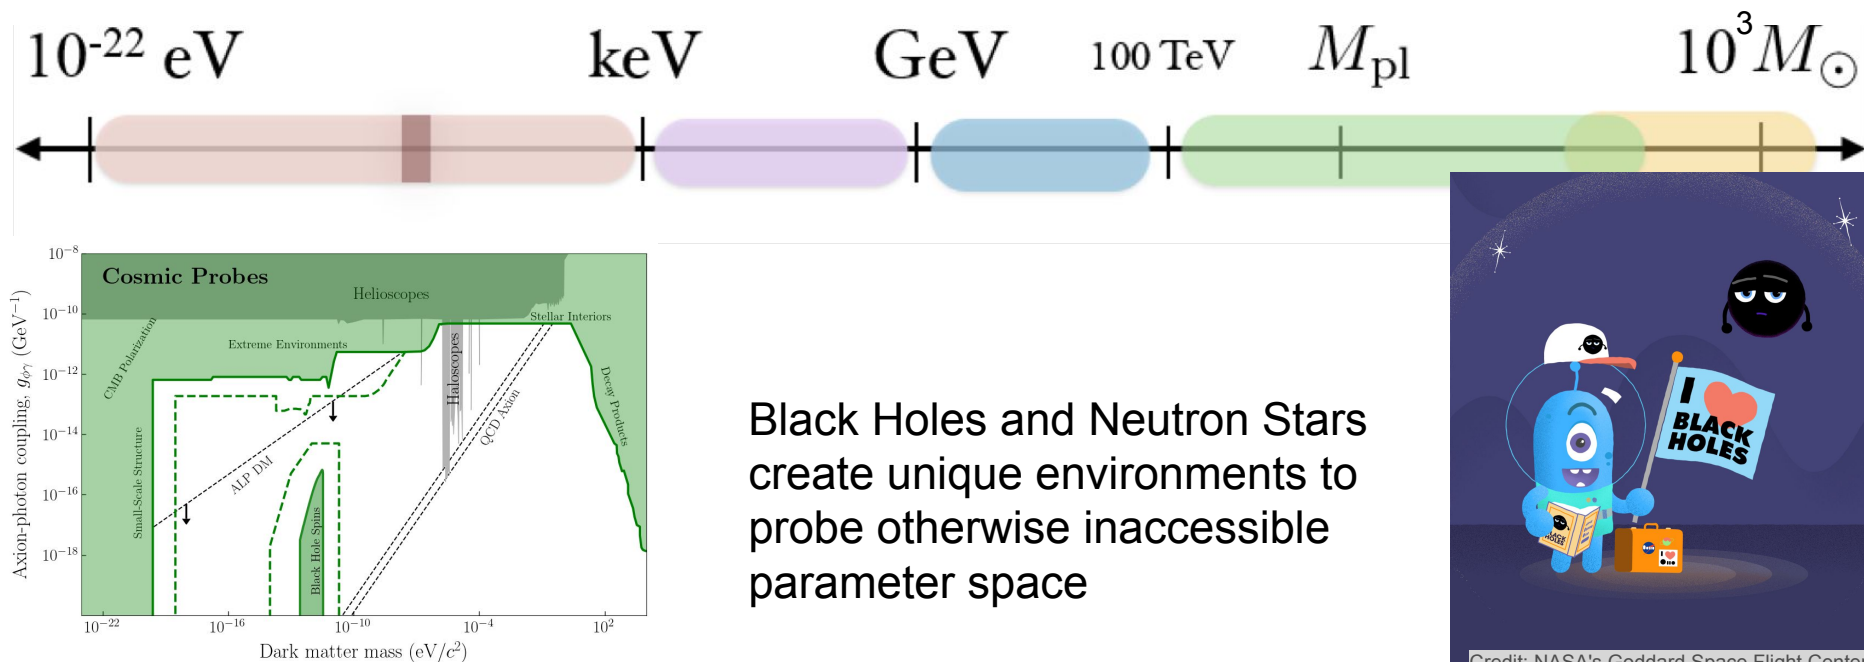 10⁻²² eV keV GeV 100 TeV Mpl 10³ M⊙
Cosmic Probes
Helioscopes
Stellar Interiors
Extreme Environments
CMB Polarization
Haloscopes
Small-Scale Structure
ALP DM
QCD Axion
Decay Products
Black Hole Spins
10⁻⁸
10⁻¹⁰
10⁻¹²
10⁻¹⁴
10⁻¹⁶
10⁻¹⁸
Axion-photon coupling, gϕγ (GeV⁻¹)
10⁻²² 10⁻¹⁶ 10⁻¹⁰ 10⁻⁴ 10²
Dark matter mass (eV/c²)
Black Holes and Neutron Stars
create unique environments to
probe otherwise inaccessible
parameter space
I
BLACK
HOLES
BLACK
HOLES
Credit: NASA's Goddard Space Flight Center